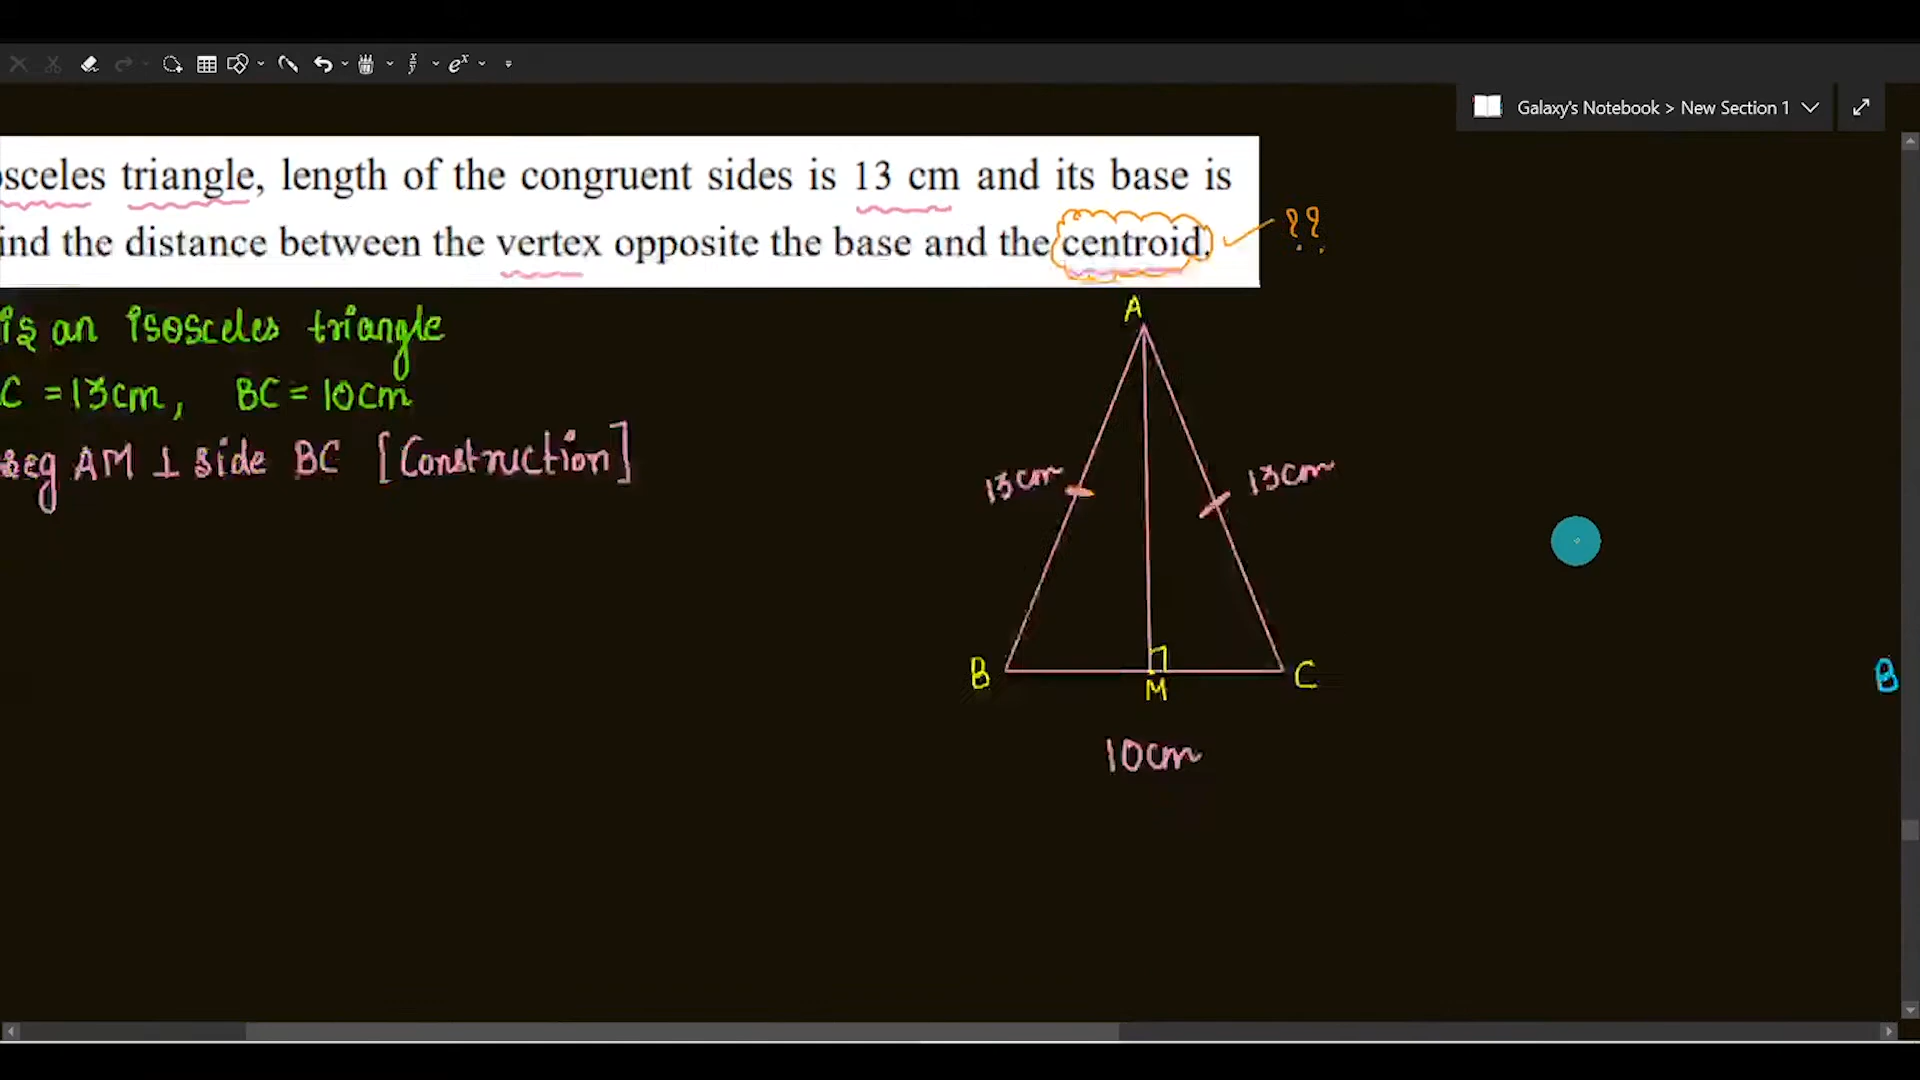 Galaxy's Notebook > New Section 1
sceles triangle, length of the congruent sides is 13 cm and its base is
ind the distance between the vertex opposite the base and the centroid.
??
is an isosceles triangle
C = 13cm, BC = 10cm
seg AM ⊥ side BC [Construction]
A
13cm
13cm
B
M
C
B
10cm